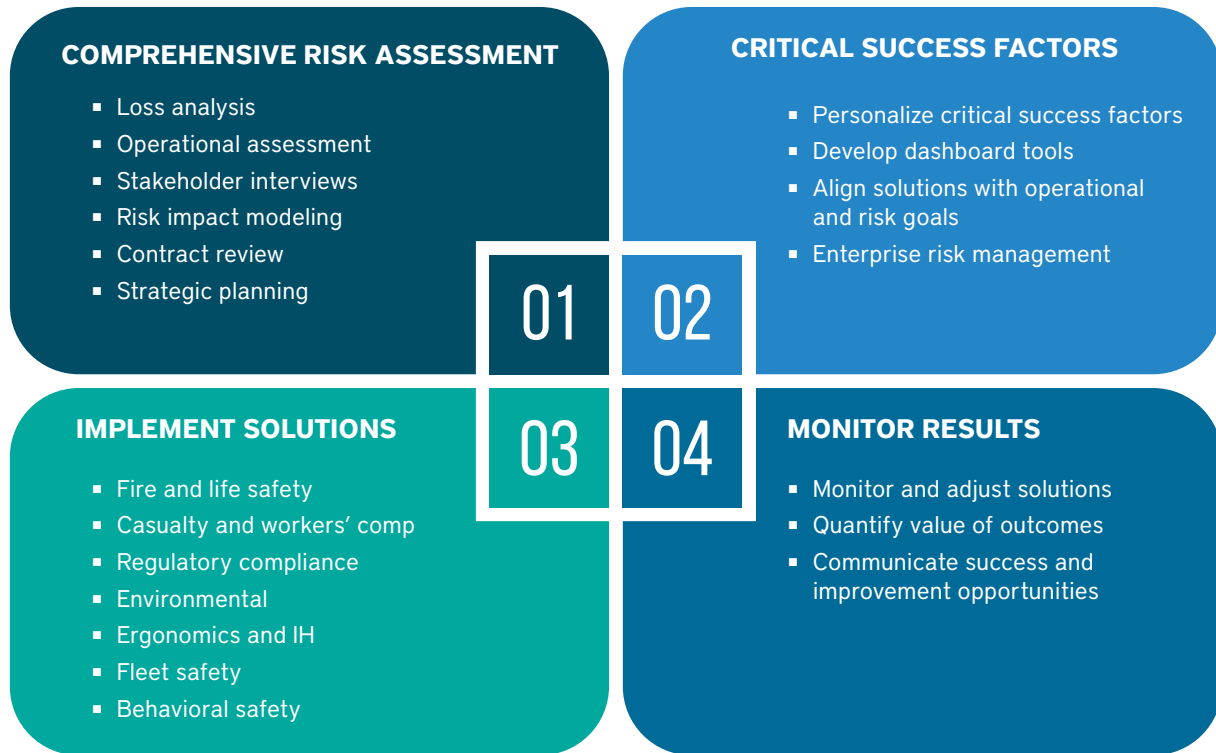 COMPREHENSIVE RISK ASSESSMENT
▪ Loss analysis
▪ Operational assessment
▪ Stakeholder interviews
▪ Risk impact modeling
▪ Contract review
▪ Strategic planning
01
CRITICAL SUCCESS FACTORS
▪ Personalize critical success factors
▪ Develop dashboard tools
▪ Align solutions with operational
and risk goals
▪ Enterprise risk management
02
IMPLEMENT SOLUTIONS
▪ Fire and life safety
▪ Casualty and workers’ comp
▪ Regulatory compliance
▪ Environmental
▪ Ergonomics and IH
▪ Fleet safety
▪ Behavioral safety
03
MONITOR RESULTS
▪ Monitor and adjust solutions
▪ Quantify value of outcomes
▪ Communicate success and
improvement opportunities
04